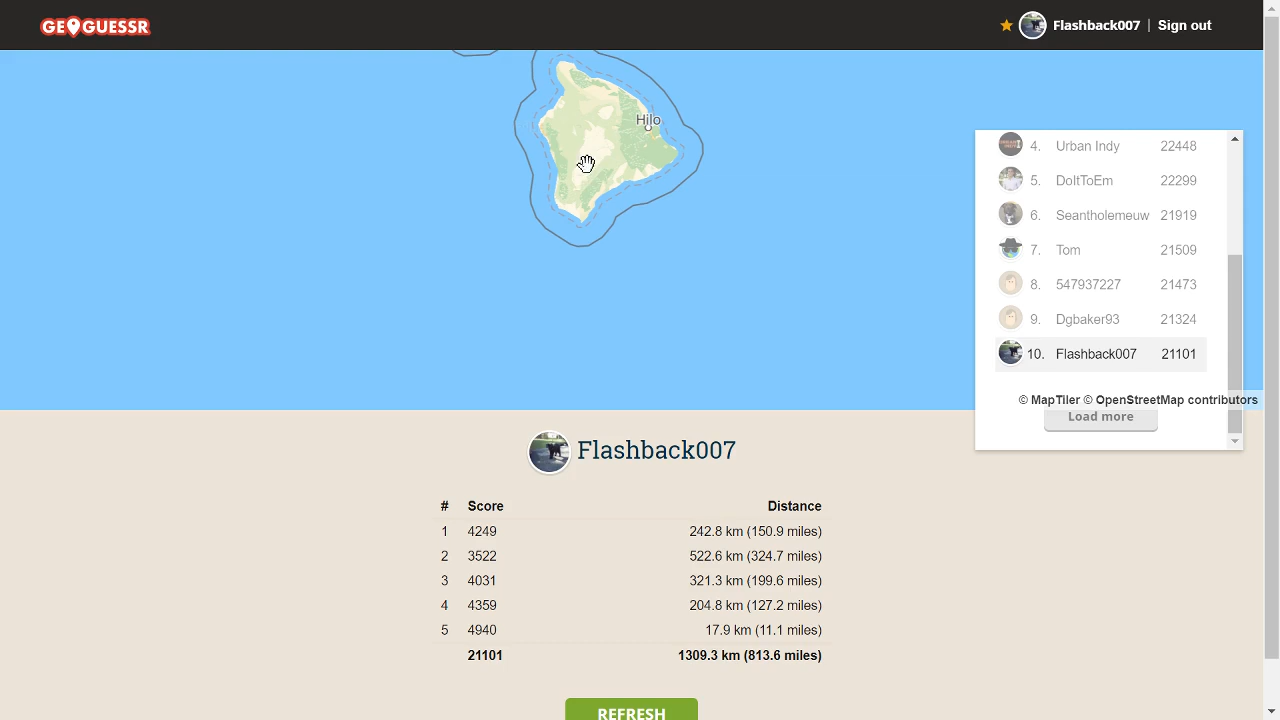 GEOGUESSR
Flashback007 | Sign out
Hilo
4. Urban Indy 22448
5. DoItToEm 22299
6. Seantholemeuw 21919
7. Tom 21509
8. 547937227 21473
9. Dgbaker93 21324
10. Flashback007 21101
© MapTiler © OpenStreetMap contributors
Load more
Flashback007
# Score Distance
1 4249 242.8 km (150.9 miles)
2 3522 522.6 km (324.7 miles)
3 4031 321.3 km (199.6 miles)
4 4359 204.8 km (127.2 miles)
5 4940 17.9 km (11.1 miles)
21101 1309.3 km (813.6 miles)
REFRESH